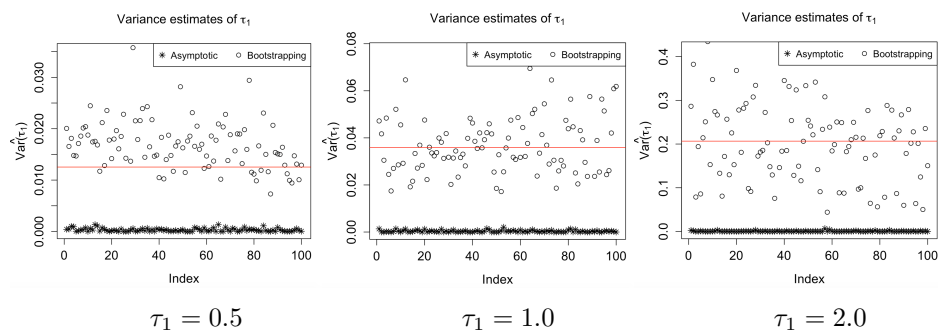 Variance estimates of τ1
Asymptotic Bootstrapping
Var̂(τ1)
0.000 0.010 0.020 0.030
0 20 40 60 80 100
Index
τ1 = 0.5
Variance estimates of τ1
Asymptotic Bootstrapping
Var̂(τ1)
0.00 0.02 0.04 0.06 0.08
0 20 40 60 80 100
Index
τ1 = 1.0
Variance estimates of τ1
Asymptotic Bootstrapping
Var̂(τ1)
0.0 0.1 0.2 0.3 0.4
0 20 40 60 80 100
Index
τ1 = 2.0